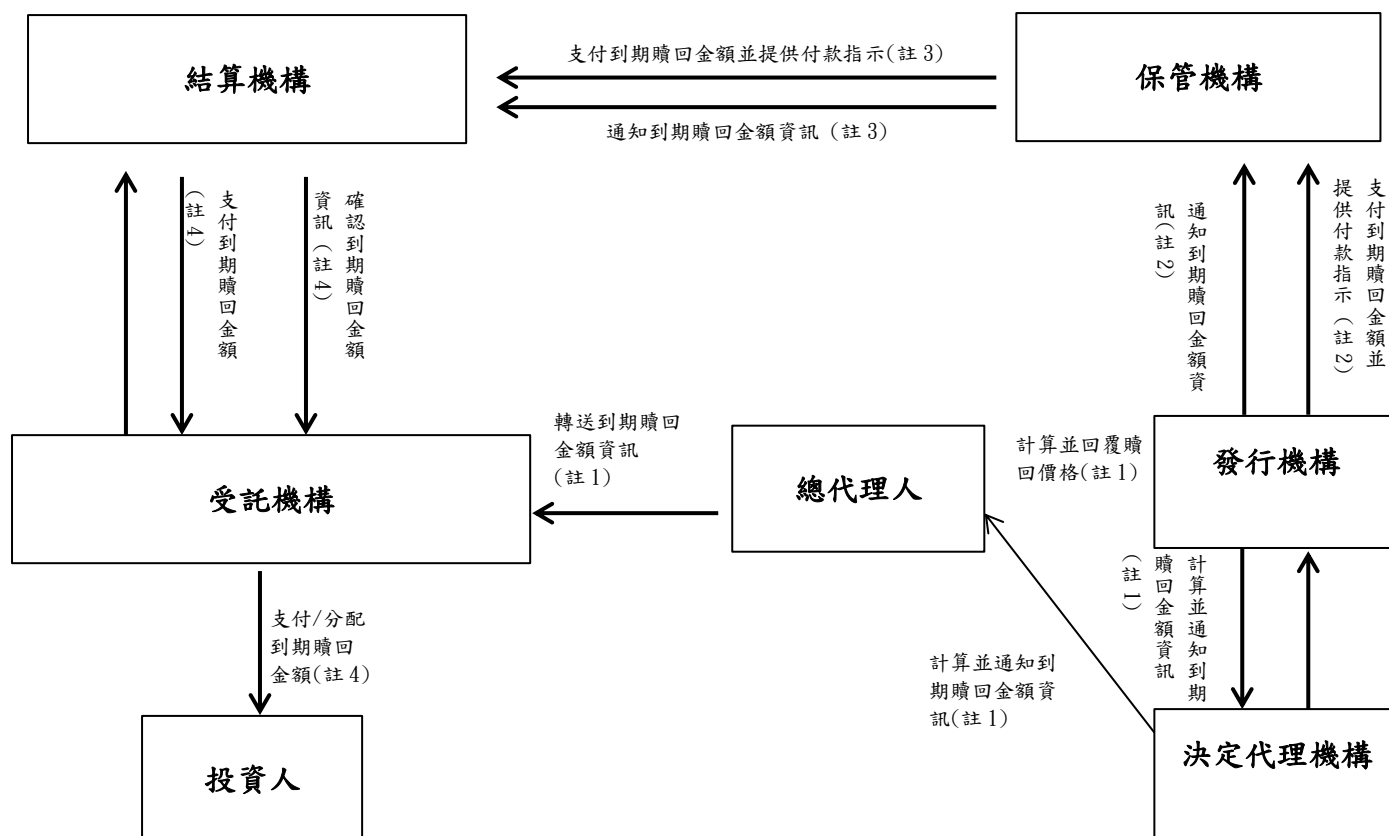 結算機構
支付到期贖回金額並提供付款指示(註3)
通知到期贖回金額資訊 (註3)
保管機構
支付到期贖回金額
(註4)
確認到期贖回金額
資訊 (註4)
通知到期贖回金額資
訊(註2)
支付到期贖回金額並
提供付款指示 (註2)
受託機構
轉送到期贖回
金額資訊
(註1)
總代理人
計算並回覆贖
回價格(註1)
發行機構
計算並通知到期
贖回金額資訊
(註1)
支付/分配
到期贖回
金額(註4)
計算並通知到
期贖回金額資
訊(註1)
投資人
決定代理機構